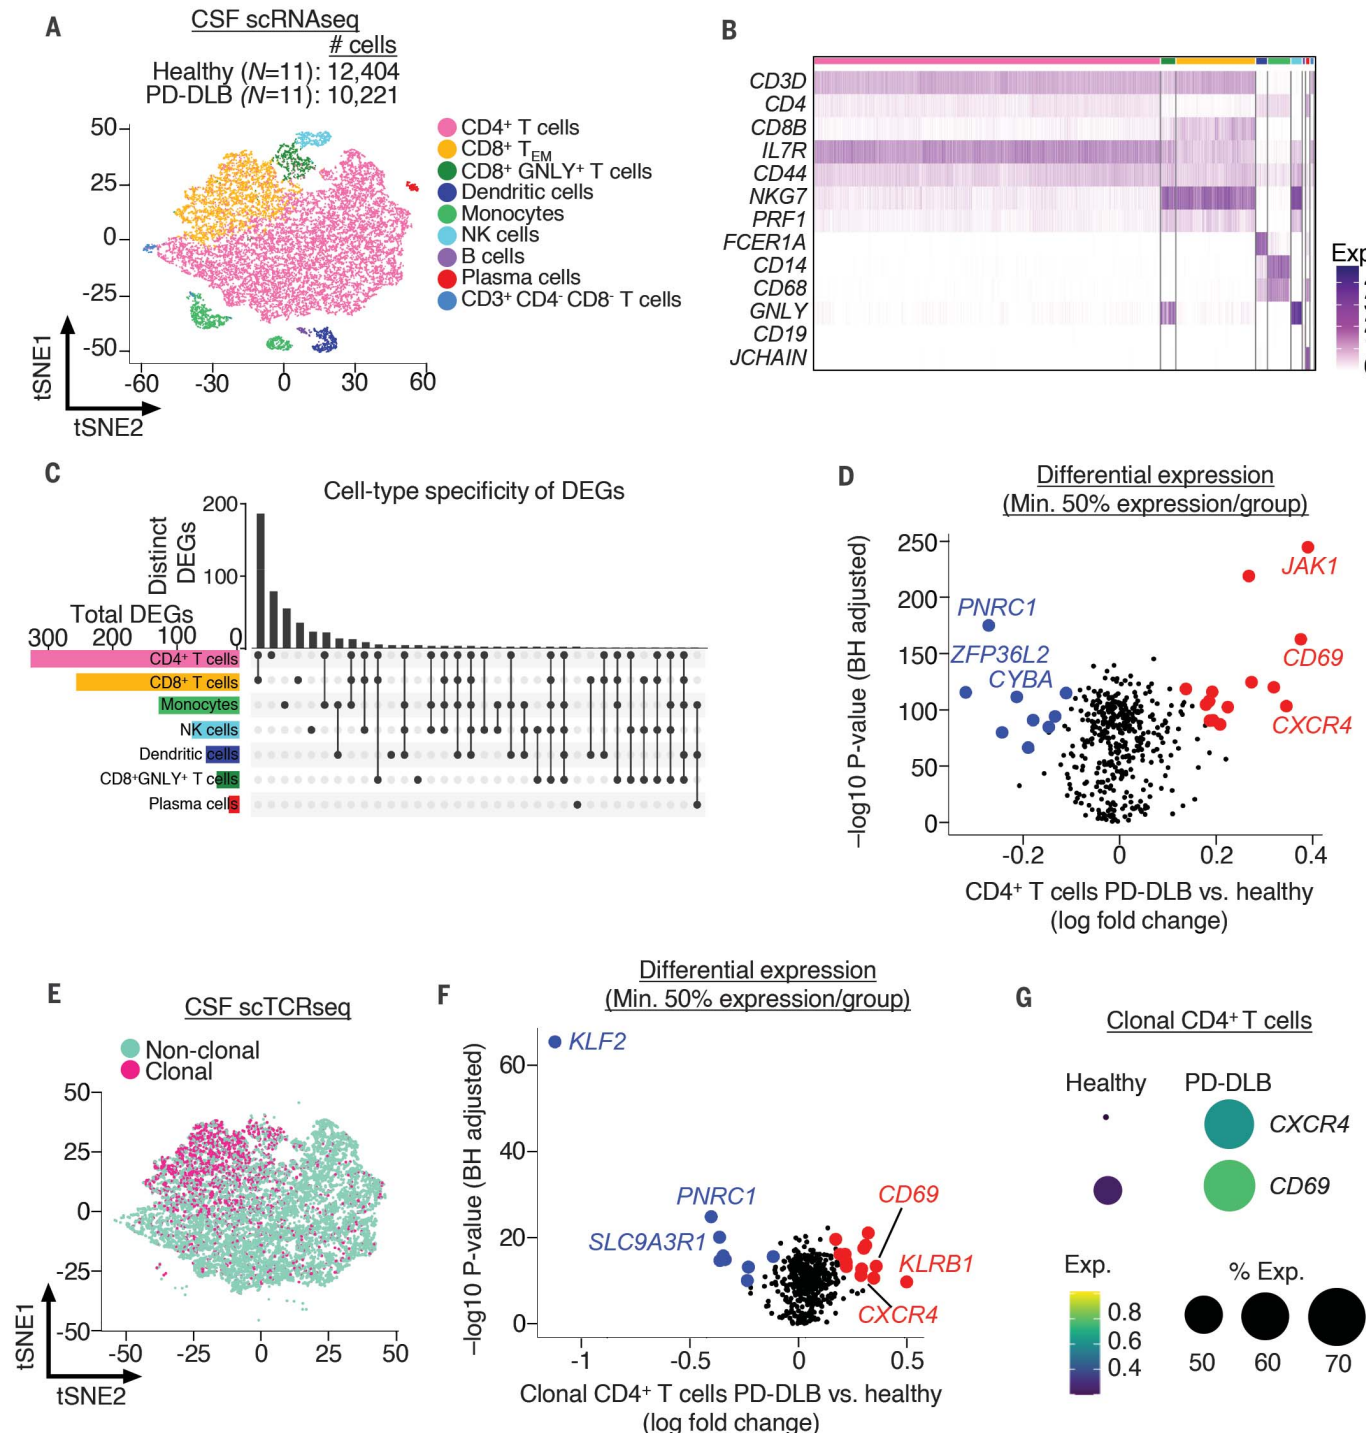 A
CSF scRNAseq
# cells
Healthy (N=11): 12,404
PD-DLB (N=11): 10,221
50
25
0
-25
-50
-60 -30 0 30 60
tSNE1
tSNE2
CD4+ T cells
CD8+ TEM
CD8+ GNLY+ T cells
Dendritic cells
Monocytes
NK cells
B cells
Plasma cells
CD3+ CD4- CD8- T cells
B
CD3D
CD4
CD8B
IL7R
CD44
NKG7
PRF1
FCER1A
CD14
CD68
GNLY
CD19
JCHAIN
Exp
C
Cell-type specificity of DEGs
200
100
Distinct
DEGs
Total DEGs
300 200 100 0
CD4+ T cells
CD8+ T cells
Monocytes
NK cells
Dendritic cells
CD8+GNLY+ T cells
Plasma cells
D
Differential expression
(Min. 50% expression/group)
–log10 P-value (BH adjusted)
250
200
150
100
50
0
JAK1
PNRC1
ZFP36L2
CYBA
CD69
CXCR4
-0.2 0 0.2 0.4
CD4+ T cells PD-DLB vs. healthy
(log fold change)
E
CSF scTCRseq
Non-clonal
Clonal
50
25
0
-25
-50
-50 -25 0 25 50
tSNE1
tSNE2
F
Differential expression
(Min. 50% expression/group)
–log10 P-value (BH adjusted)
60
40
20
0
KLF2
PNRC1
SLC9A3R1
CD69
KLRB1
CXCR4
-1 -0.5 0 0.5
Clonal CD4+ T cells PD-DLB vs. healthy
(log fold change)
G
Clonal CD4+ T cells
Healthy PD-DLB
CXCR4
CD69
Exp.
0.8
0.6
0.4
% Exp.
50 60 70